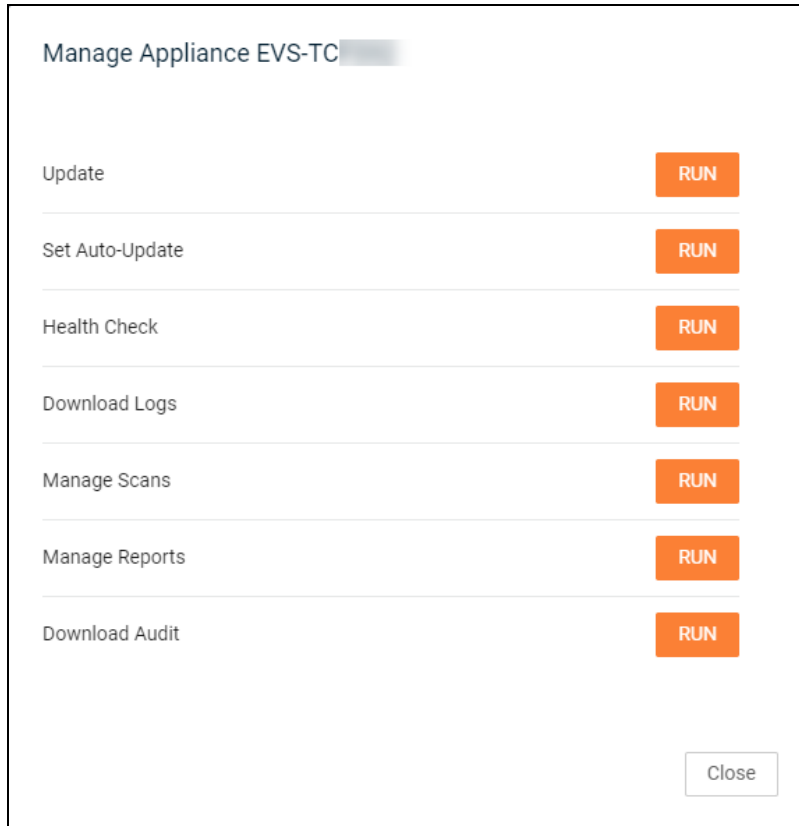 Manage Appliance EVS-TC
Update RUN
Set Auto-Update RUN
Health Check RUN
Download Logs RUN
Manage Scans RUN
Manage Reports RUN
Download Audit RUN
Close